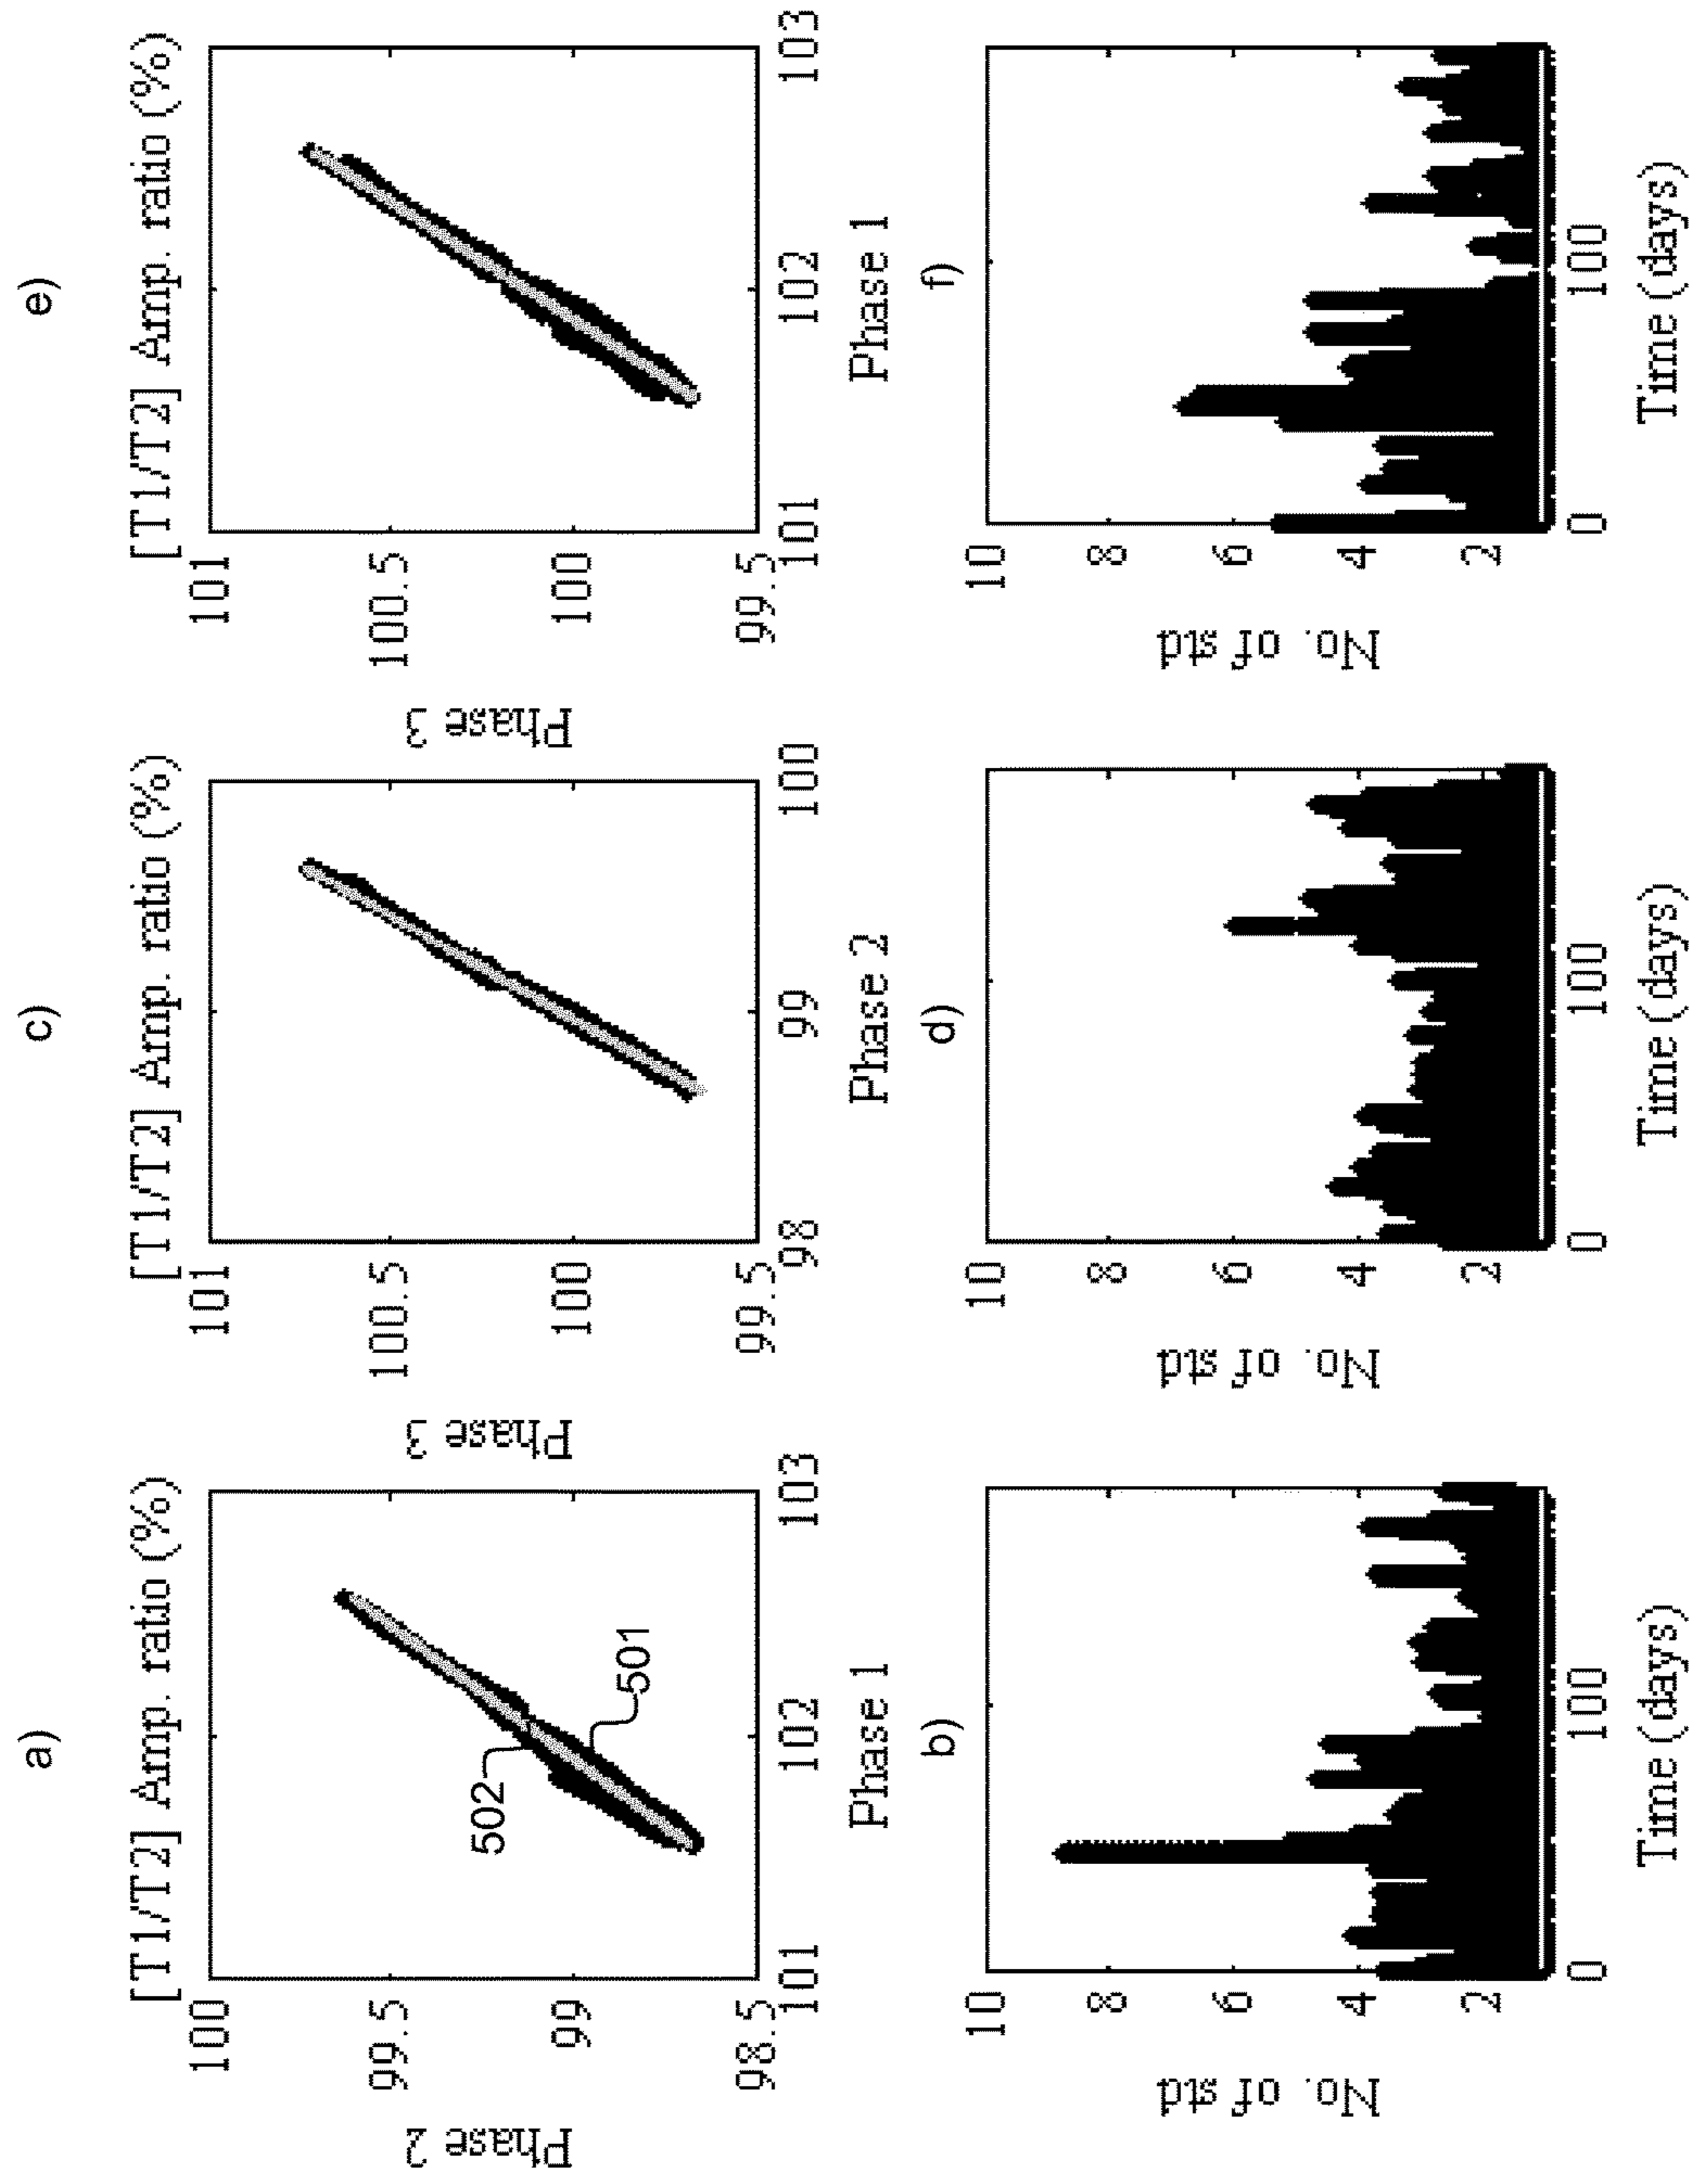 a)
[T1/T2] Amp. ratio (%)
100
99.5
99
98.5
Phase 2
502
501
101
102
103
Phase 1
c)
[T1/T2] Amp. ratio (%)
101
100.5
100
99.5
Phase 3
98
99
100
Phase 2
e)
[T1/T2] Amp. ratio (%)
101
100.5
100
99.5
Phase 3
101
102
103
Phase 1
b)
10
8
6
4
2
No. of std
0
100
Time (days)
d)
10
8
6
4
2
No. of std
0
100
Time (days)
f)
10
8
6
4
2
No. of std
0
100
Time (days)